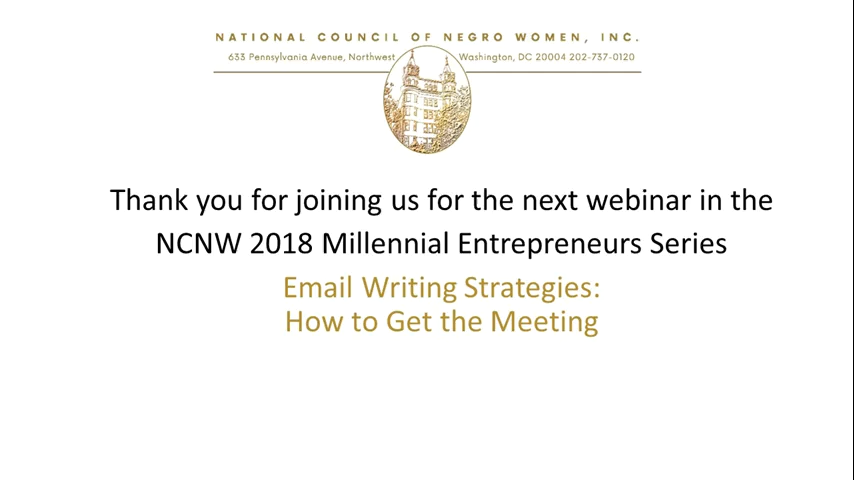 NATIONAL COUNCIL OF NEGRO WOMEN, INC.
633 Pennsylvania Avenue, Northwest Washington, DC 20004 202-737-0120
Thank you for joining us for the next webinar in the
NCNW 2018 Millennial Entrepreneurs Series
Email Writing Strategies:
How to Get the Meeting